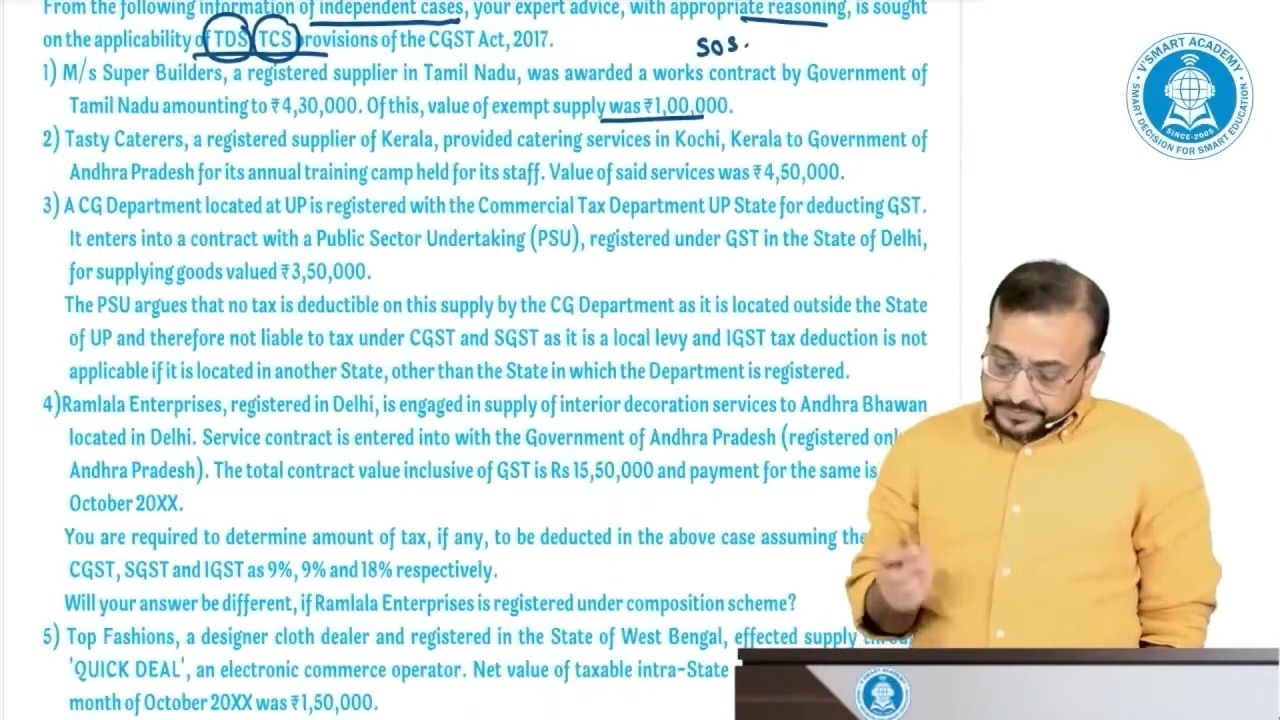 From the following information of independent cases, your expert advice, with appropriate reasoning, is sought
on the applicability of TDS TCS provisions of the CGST Act, 2017.
sos.
1) M/s Super Builders, a registered supplier in Tamil Nadu, was awarded a works contract by Government of
Tamil Nadu amounting to ₹4,30,000. Of this, value of exempt supply was ₹1,00,000.
2) Tasty Caterers, a registered supplier of Kerala, provided catering services in Kochi, Kerala to Government of
Andhra Pradesh for its annual training camp held for its staff. Value of said services was ₹4,50,000.
3) A CG Department located at UP is registered with the Commercial Tax Department UP State for deducting GST.
It enters into a contract with a Public Sector Undertaking (PSU), registered under GST in the State of Delhi,
for supplying goods valued ₹3,50,000.
The PSU argues that no tax is deductible on this supply by the CG Department as it is located outside the State
of UP and therefore not liable to tax under CGST and SGST as it is a local levy and IGST tax deduction is not
applicable if it is located in another State, other than the State in which the Department is registered.
4)Ramlala Enterprises, registered in Delhi, is engaged in supply of interior decoration services to Andhra Bhawan
located in Delhi. Service contract is entered into with the Government of Andhra Pradesh (registered
Andhra Pradesh). The total contract value inclusive of GST is Rs 15,50,000 and payment for the same is
October 20XX.
You are required to determine amount of tax, if any, to be deducted in the above case assuming
CGST, SGST and IGST as 9%, 9% and 18% respectively.
Will your answer be different, if Ramlala Enterprises is registered under composition scheme?
5) Top Fashions, a designer cloth dealer and registered in the State of West Bengal, effected supply
'QUICK DEAL', an electronic commerce operator. Net value of taxable intra-State
month of October 20XX was ₹1,50,000.
V'SMART ACADEMY
SINCE-2005
SMART DECISION FOR SMART EDUCATION